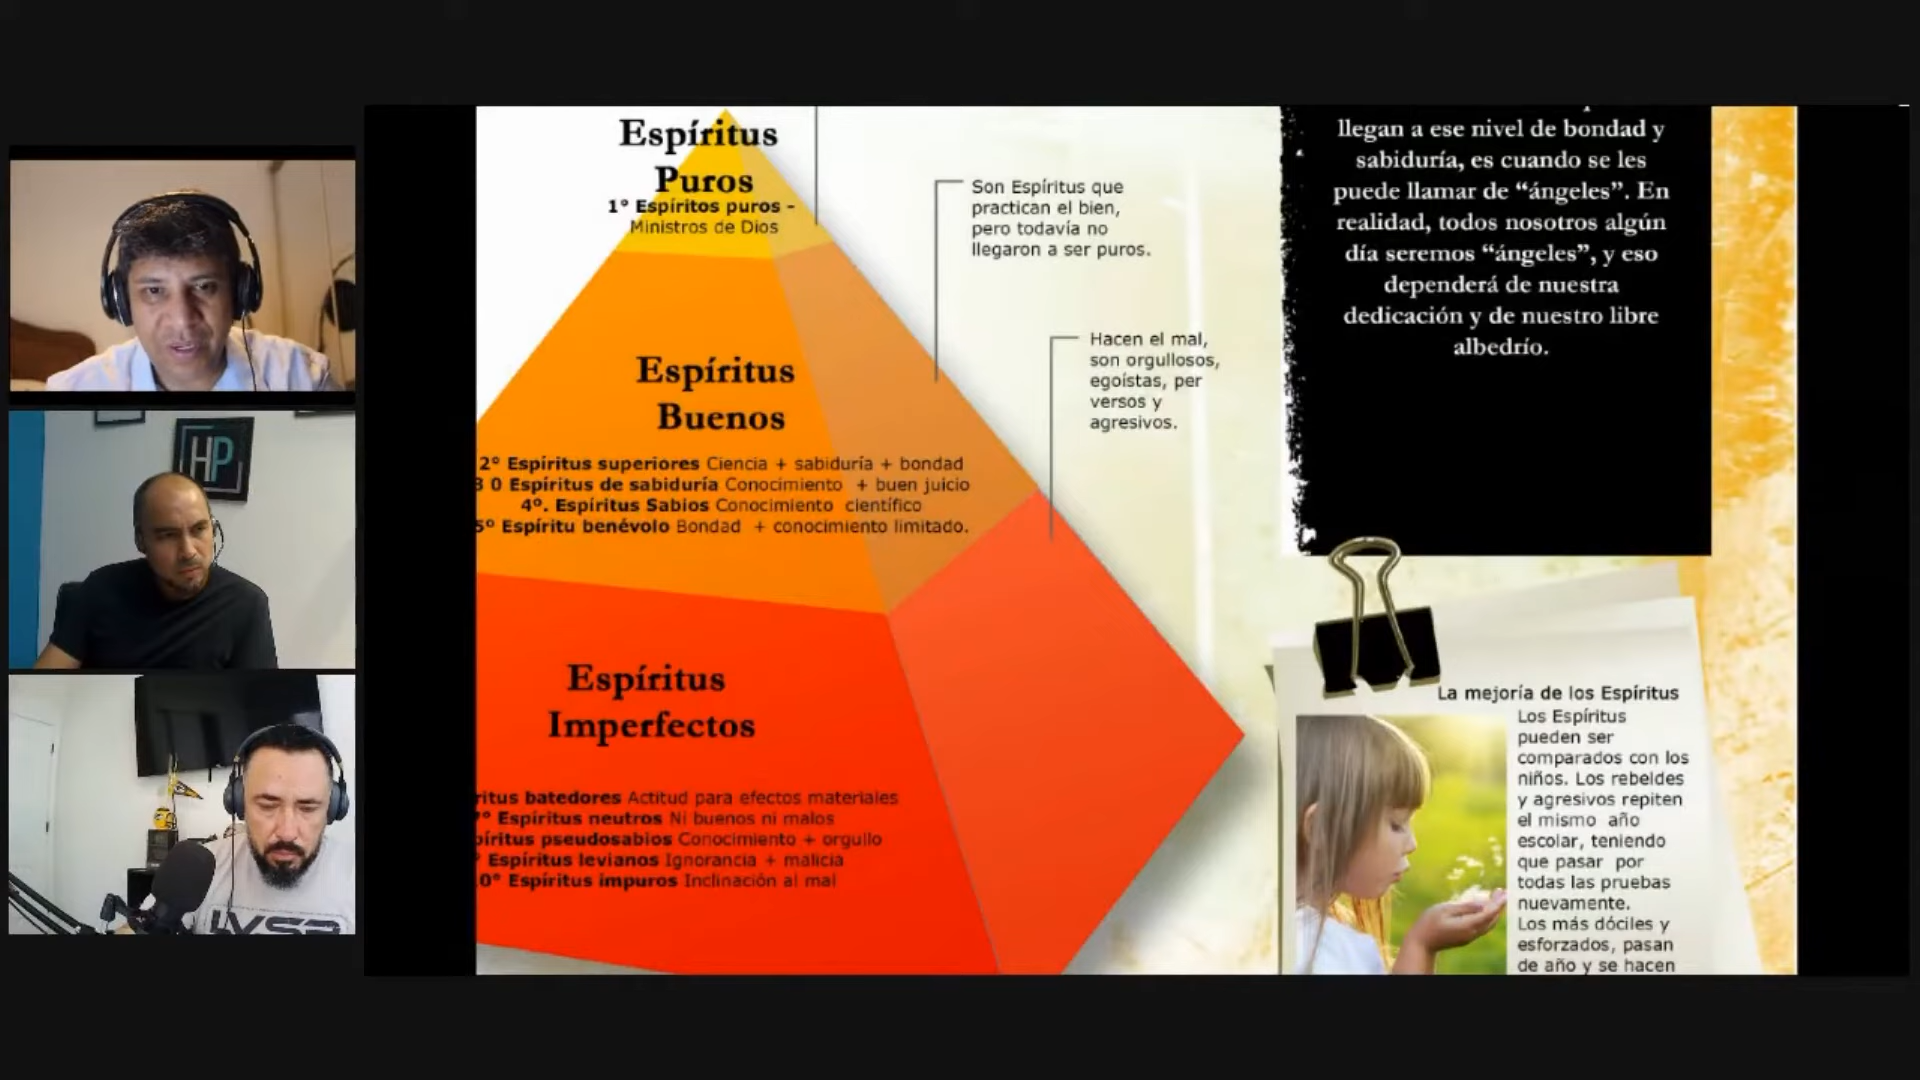 HP
Espíritus
Puros
1° Espíritos puros -
Ministros de Dios
Son Espíritus que
practican el bien,
pero todavía no
llegaron a ser puros.
Hacen el mal,
son orgullosos,
egoístas, per
versos y
agresivos.
Espíritus
Buenos
2° Espíritus superiores Ciencia + sabiduría + bondad
3 0 Espíritus de sabiduría Conocimiento + buen juicio
4º. Espíritus Sabios Conocimiento científico
5º Espíritu benévolo Bondad + conocimiento limitado.
Espíritus
Imperfectos
ritus batedores Actitud para efectos materiales
7° Espíritus neutros Ni buenos ni malos
píritus pseudosabios Conocimiento + orgullo
Espíritus levianos Ignorancia + malicia
0° Espíritus impuros Inclinación al mal
llegan a ese nivel de bondad y
sabiduría, es cuando se les
puede llamar de “ángeles”. En
realidad, todos nosotros algún
día seremos “ángeles”, y eso
dependerá de nuestra
dedicación y de nuestro libre
albedrío.
La mejoría de los Espíritus
Los Espíritus
pueden ser
comparados con los
niños. Los rebeldes
y agresivos repiten
el mismo año
escolar, teniendo
que pasar por
todas las pruebas
nuevamente.
Los más dóciles y
esforzados, pasan
de año y se hacen